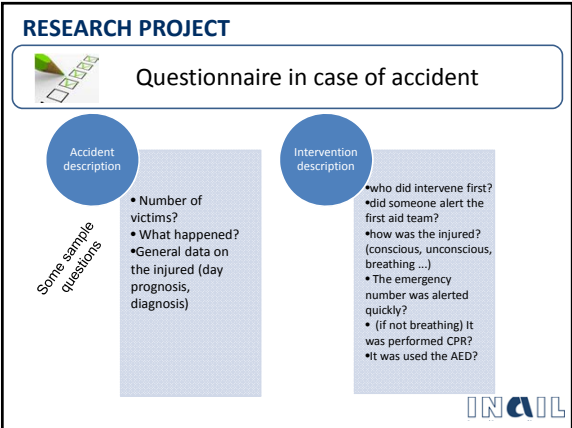 RESEARCH PROJECT
Questionnaire in case of accident
Accident
description
• Number of
victims?
• What happened?
•General data on
the injured (day
prognosis,
diagnosis)
Some sample
questions
Intervention
description
•who did intervene first?
•did someone alert the
first aid team?
•how was the injured?
(conscious, unconscious,
breathing ...)
• The emergency
number was alerted
quickly?
• (if not breathing) It
was performed CPR?
•It was used the AED?
INAIL